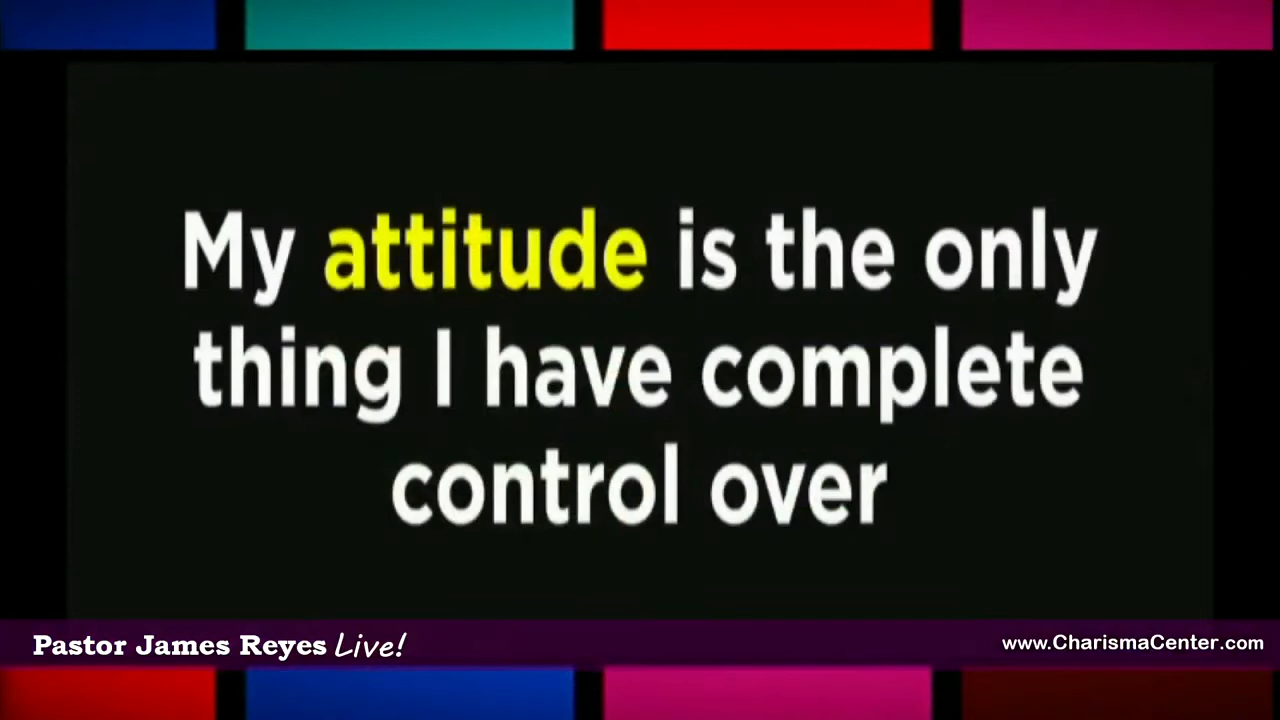 My attitude is the only
thing I have complete
control over
Pastor James Reyes Live!
www.CharismaCenter.com